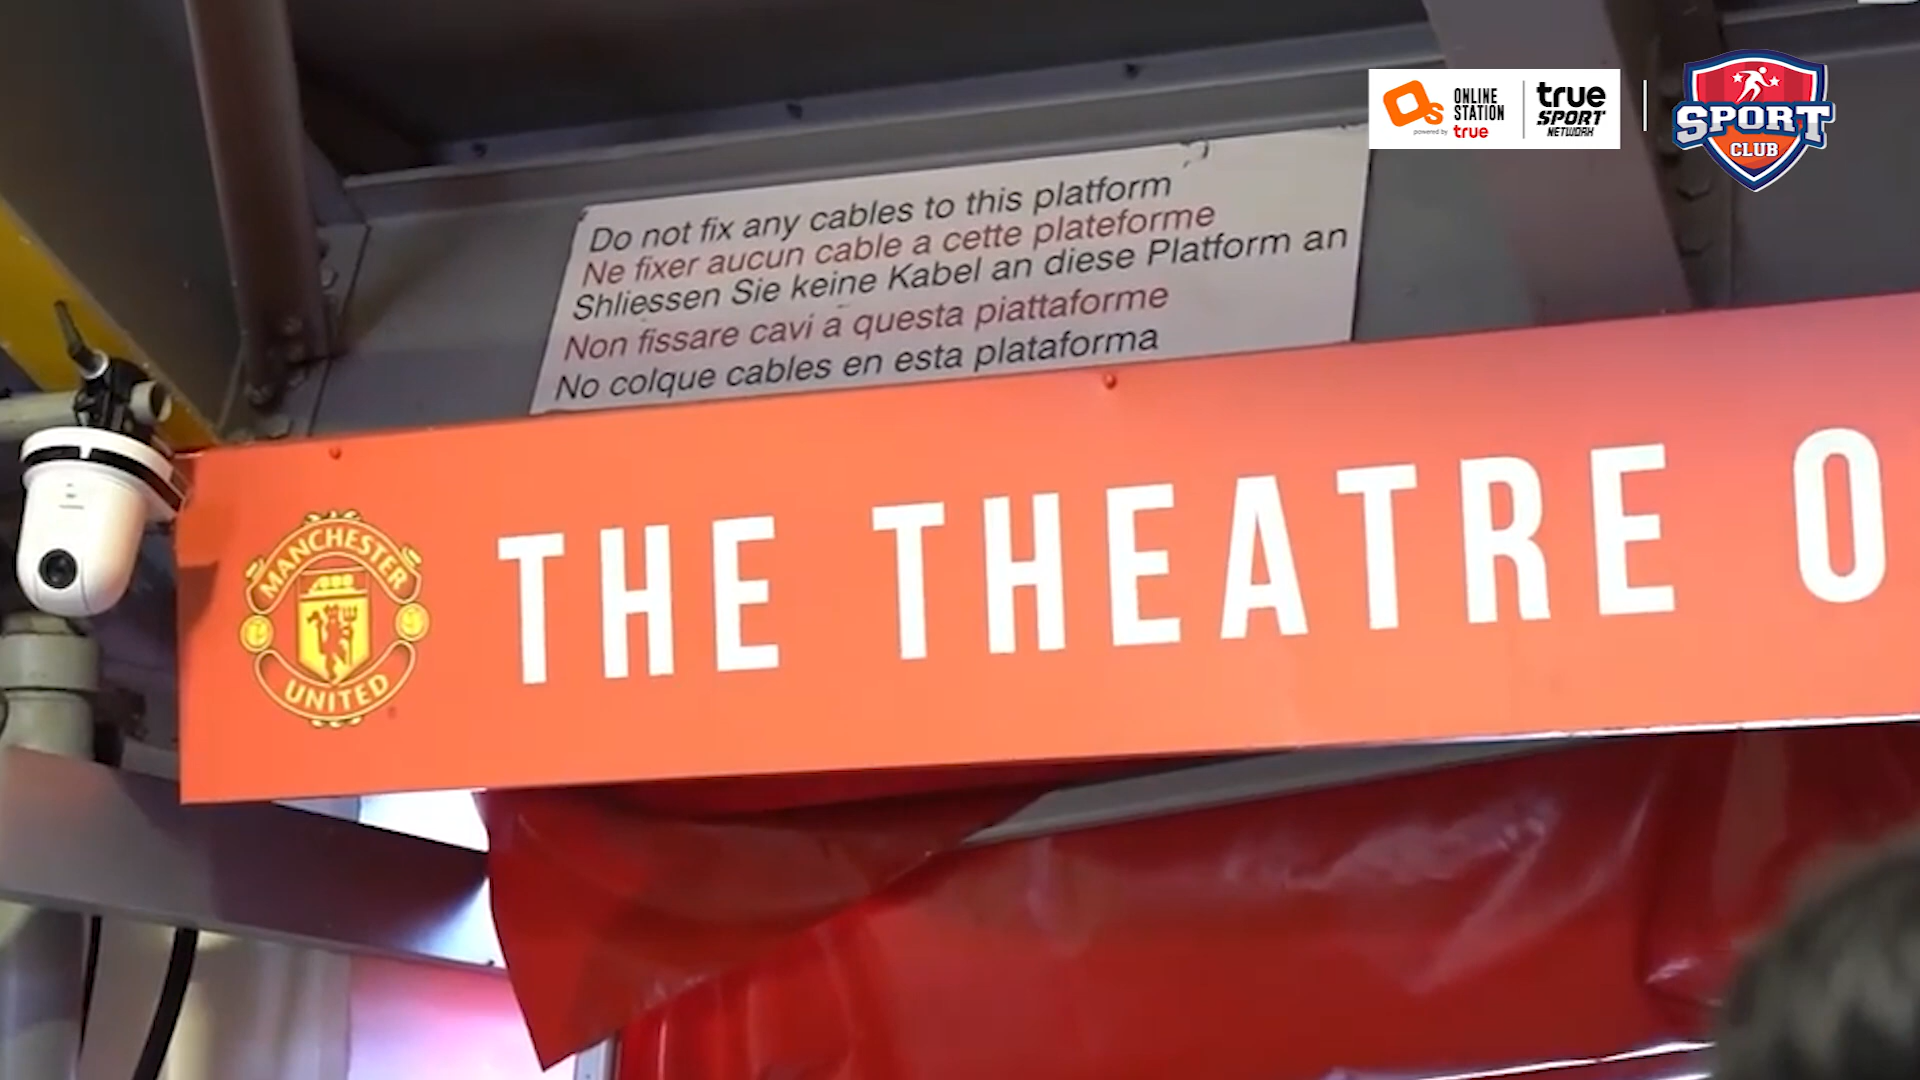 ONLINE
STATION
powered by true
true
SPORT
NETWORK
SPORT
CLUB
Do not fix any cables to this platform
Ne fixer aucun cable a cette plateforme
Shliessen Sie keine Kabel an diese Platform an
Non fissare cavi a questa piattaforme
No colque cables en esta plataforma
MANCHESTER
UNITED
THE THEATRE O